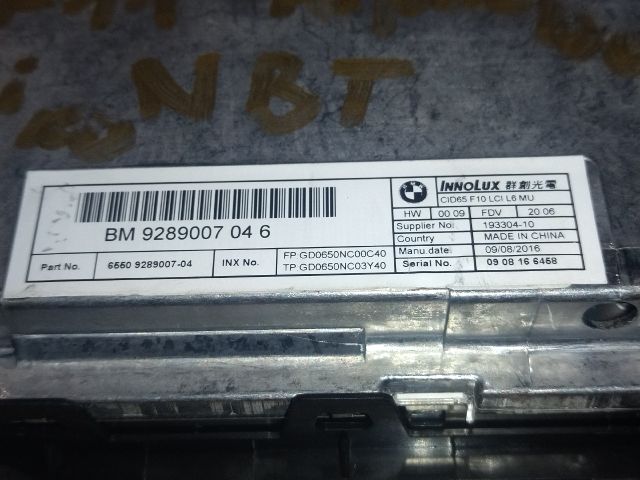 NBT
INNOLUX 群創光電
CID65 F10 LCI L6 MU
HW 00 09 FDV 20 06
Supplier No. 193304-10
Country: MADE IN CHINA
Manu.date: 09/08/2016
Serial No. 09 08 16 6458
BM 9289007 04 6
Part No. 6550 9289007-04 INX No. FP:GD0650NC00C40
TP:GD0650NC03Y40